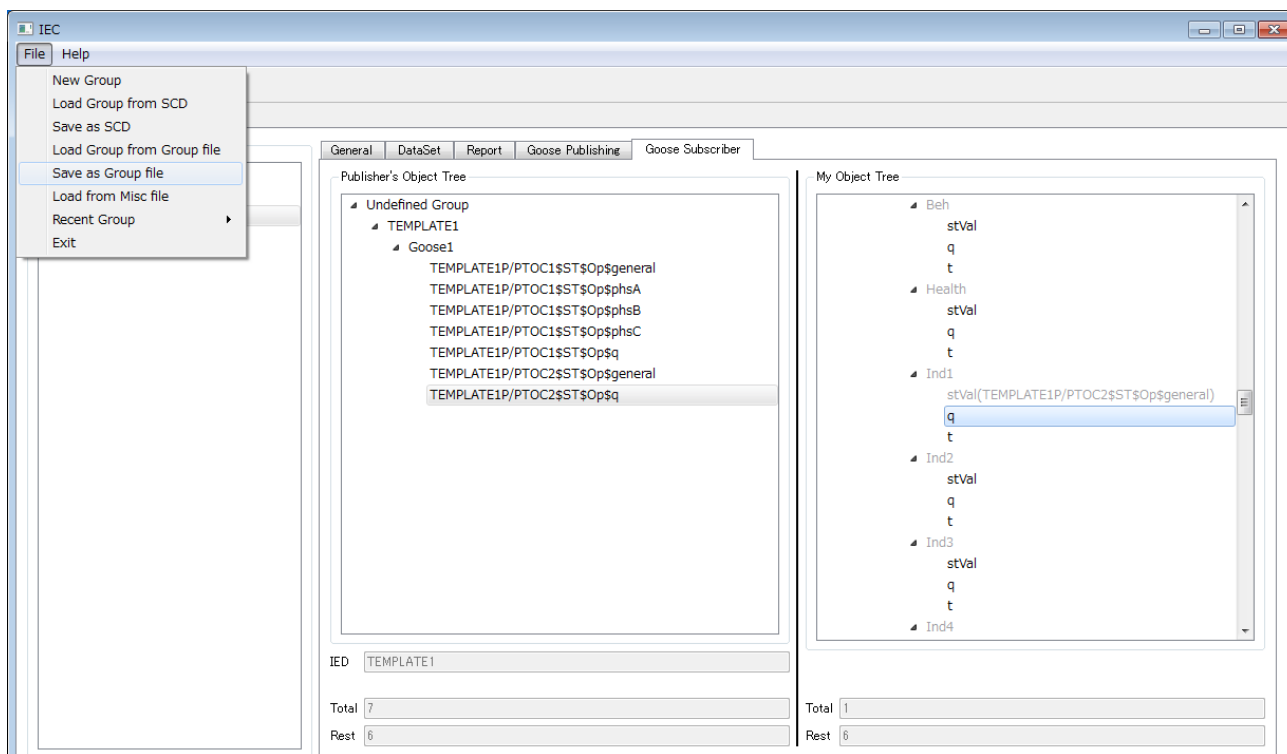 IEC
File Help
New Group
Load Group from SCD
Save as SCD
Load Group from Group file
Save as Group file
Load from Misc file
Recent Group
Exit
General DataSet Report Goose Publishing Goose Subscriber
Publisher's Object Tree
Undefined Group
TEMPLATE1
Goose1
TEMPLATE1P/PTOC1$ST$Op$general
TEMPLATE1P/PTOC1$ST$Op$phsA
TEMPLATE1P/PTOC1$ST$Op$phsB
TEMPLATE1P/PTOC1$ST$Op$phsC
TEMPLATE1P/PTOC1$ST$Op$q
TEMPLATE1P/PTOC2$ST$Op$general
TEMPLATE1P/PTOC2$ST$Op$q
IED TEMPLATE1
Total 7
Rest 6
My Object Tree
Beh
stVal
q
t
Health
stVal
q
t
Ind1
stVal(TEMPLATE1P/PTOC2$ST$Op$general)
q
t
Ind2
stVal
q
t
Ind3
stVal
q
t
Ind4
Total 1
Rest 6